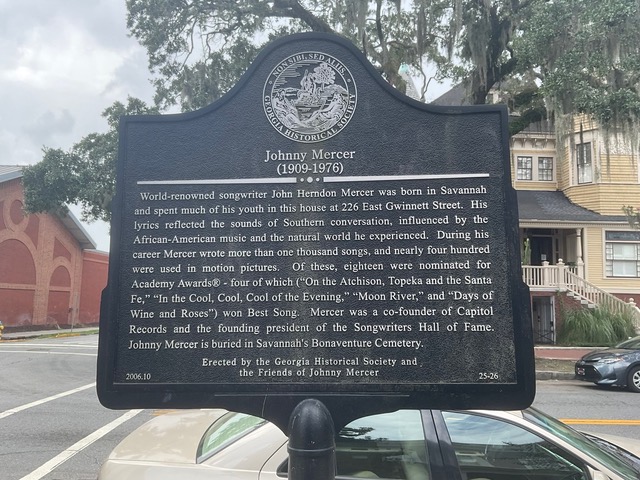 NON SIBI, SED ALIIS.
GEORGIA HISTORICAL SOCIETY
Johnny Mercer
(1909-1976)
World-renowned songwriter John Herndon Mercer was born in Savannah
and spent much of his youth in this house at 226 East Gwinnett Street. His
lyrics reflected the sounds of Southern conversation, influenced by the
African-American music and the natural world he experienced. During his
career Mercer wrote more than one thousand songs, and nearly four hundred
were used in motion pictures. Of these, eighteen were nominated for
Academy Awards® - four of which ("On the Atchison, Topeka and the Santa
Fe," "In the Cool, Cool, Cool of the Evening," "Moon River," and "Days of
Wine and Roses") won Best Song. Mercer was a co-founder of Capitol
Records and the founding president of the Songwriters Hall of Fame.
Johnny Mercer is buried in Savannah's Bonaventure Cemetery.
Erected by the Georgia Historical Society and
the Friends of Johnny Mercer
2006.10
25-26